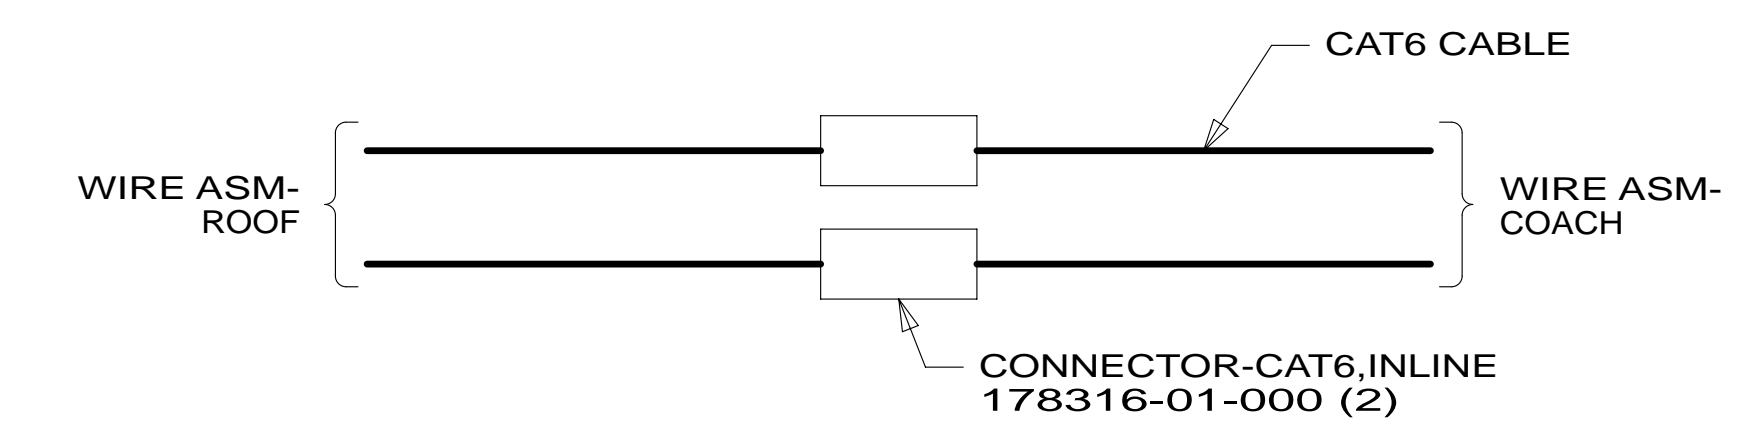 CAT6 CABLE
WIRE ASM-
ROOF
WIRE ASM-
COACH
CONNECTOR-CAT6,INLINE
178316-01-000 (2)